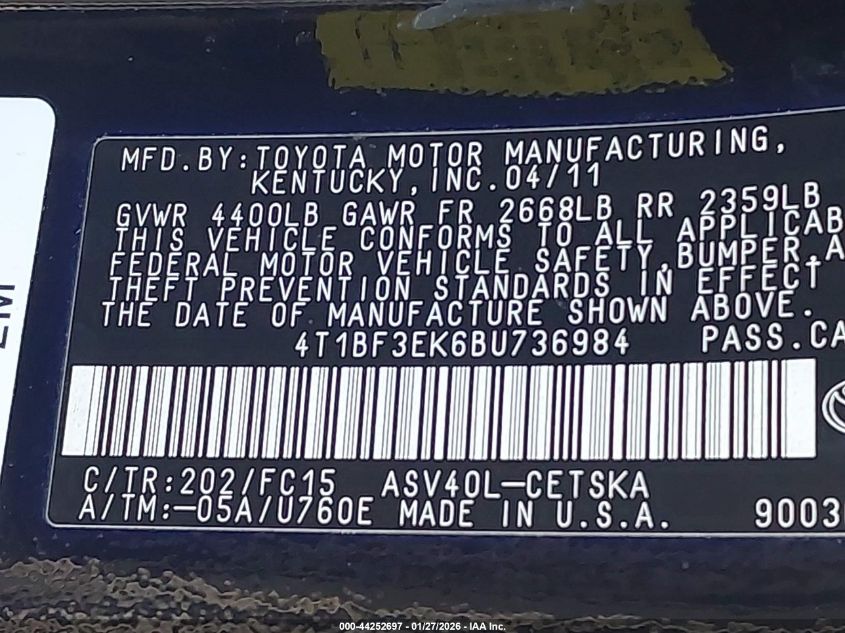 MFD. BY: TOYOTA MOTOR MANUFACTURING,
KENTUCKY, INC. 04/11
GVWR 4400LB GAWR FR 2668LB RR 2359LB
THIS VEHICLE CONFORMS TO ALL APPLICAB
FEDERAL MOTOR VEHICLE SAFETY, BUMPER, A
THEFT PREVENTION STANDARDS IN EFFECT
THE DATE OF MANUFACTURE SHOWN ABOVE.
4T1BF3EK6BU736984 PASS. CA
C/TR: 202/FC15 ASV40L-CETSKA
A/TM: -05A/U760E MADE IN U.S.A. 9003
000-44252697 - 01/27/2026 - IAA Inc.